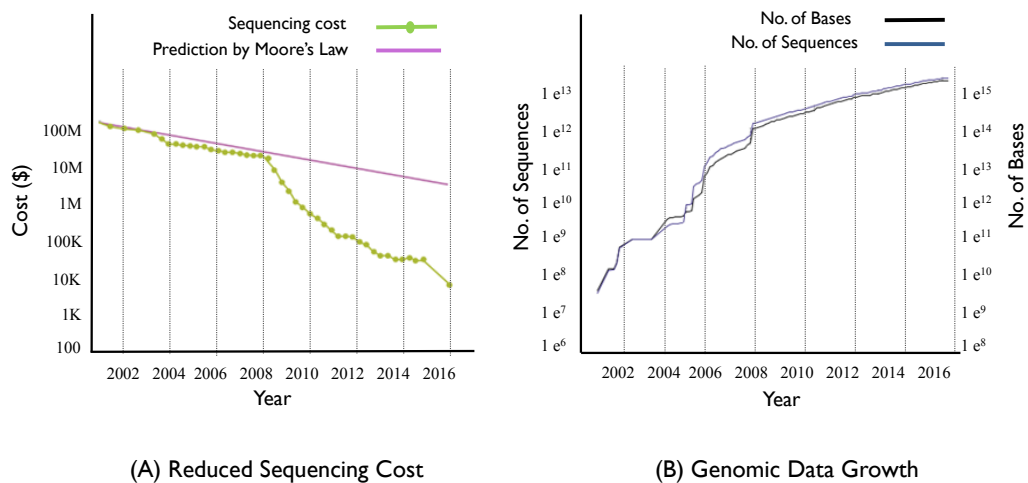 Sequencing cost
Prediction by Moore's Law
100M
10M
1M
100K
10K
1K
100
Cost ($)
2002 2004 2006 2008 2010 2012 2014 2016
Year
(A) Reduced Sequencing Cost
No. of Bases
No. of Sequences
1 e13
1 e12
1 e11
1 e10
1 e9
1 e8
1 e7
1 e6
No. of Sequences
1 e15
1 e14
1 e13
1 e12
1 e11
1 e10
1 e9
1 e8
No. of Bases
2002 2004 2006 2008 2010 2012 2014 2016
Year
(B) Genomic Data Growth